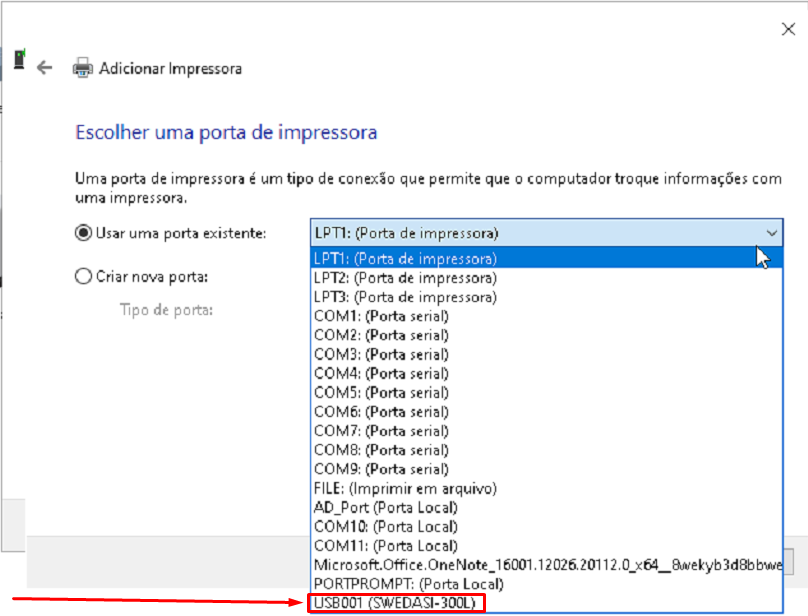 Adicionar Impressora
Escolher uma porta de impressora
Uma porta de impressora é um tipo de conexão que permite que o computador troque informações com
uma impressora.
Usar uma porta existente:
LPT1: (Porta de impressora)
LPT1: (Porta de impressora)
Criar nova porta:
LPT2: (Porta de impressora)
LPT3: (Porta de impressora)
Tipo de porta:
COM1: (Porta serial)
COM2: (Porta serial)
COM3: (Porta serial)
COM4: (Porta serial)
COM5: (Porta serial)
COM6: (Porta serial)
COM7: (Porta serial)
COM8: (Porta serial)
COM9: (Porta serial)
FILE: (Imprimir em arquivo)
AD_Port (Porta Local)
COM10: (Porta Local)
COM11: (Porta Local)
Microsoft.Office.OneNote_16001.12026.20112.0_x64__8wekyb3d8bbwe
PORTPROMPT: (Porta Local)
USB001 (SWEDASI-300L)